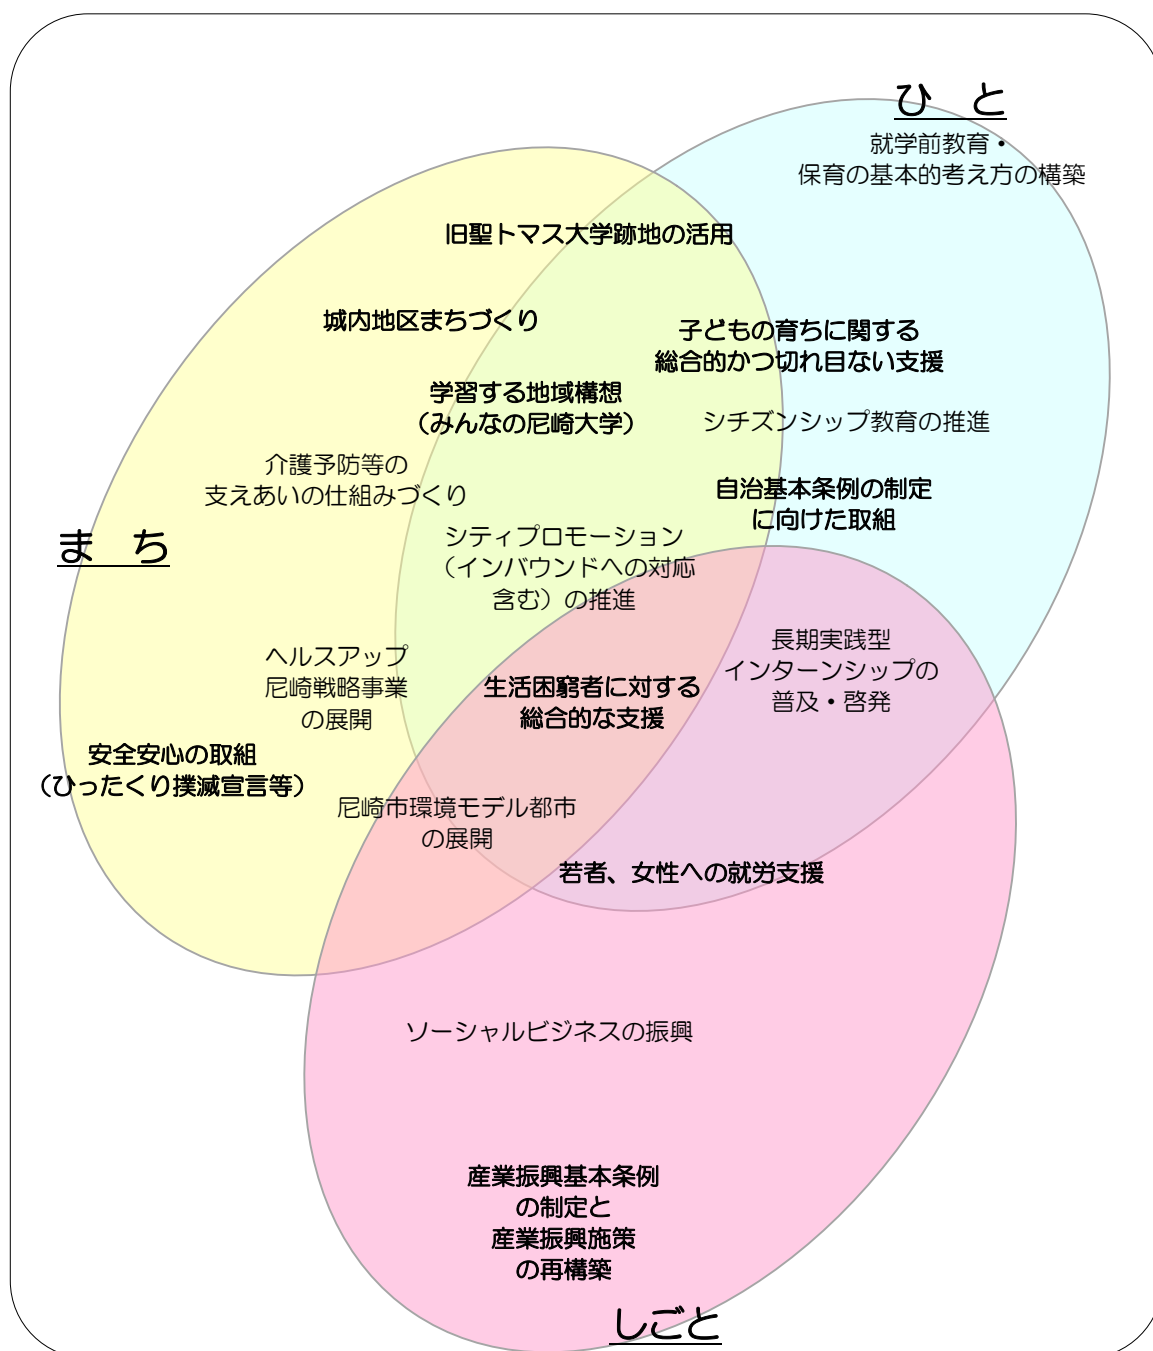 ひ　と
就学前教育・
保育の基本的考え方の構築
旧聖トマス大学跡地の活用
城内地区まちづくり
子どもの育ちに関する
総合的かつ切れ目ない支援
学習する地域構想
（みんなの尼崎大学）
シチズンシップ教育の推進
介護予防等の
支えあいの仕組みづくり
自治基本条例の制定
に向けた取組
ま　ち
シティプロモーション
（インバウンドへの対応
含む）の推進
長期実践型
インターンシップの
普及・啓発
ヘルスアップ
尼崎戦略事業
の展開
生活困窮者に対する
総合的な支援
安全安心の取組
（ひったくり撲滅宣言等）
尼崎市環境モデル都市
の展開
若者、女性への就労支援
ソーシャルビジネスの振興
産業振興基本条例
の制定と
産業振興施策
の再構築
しごと